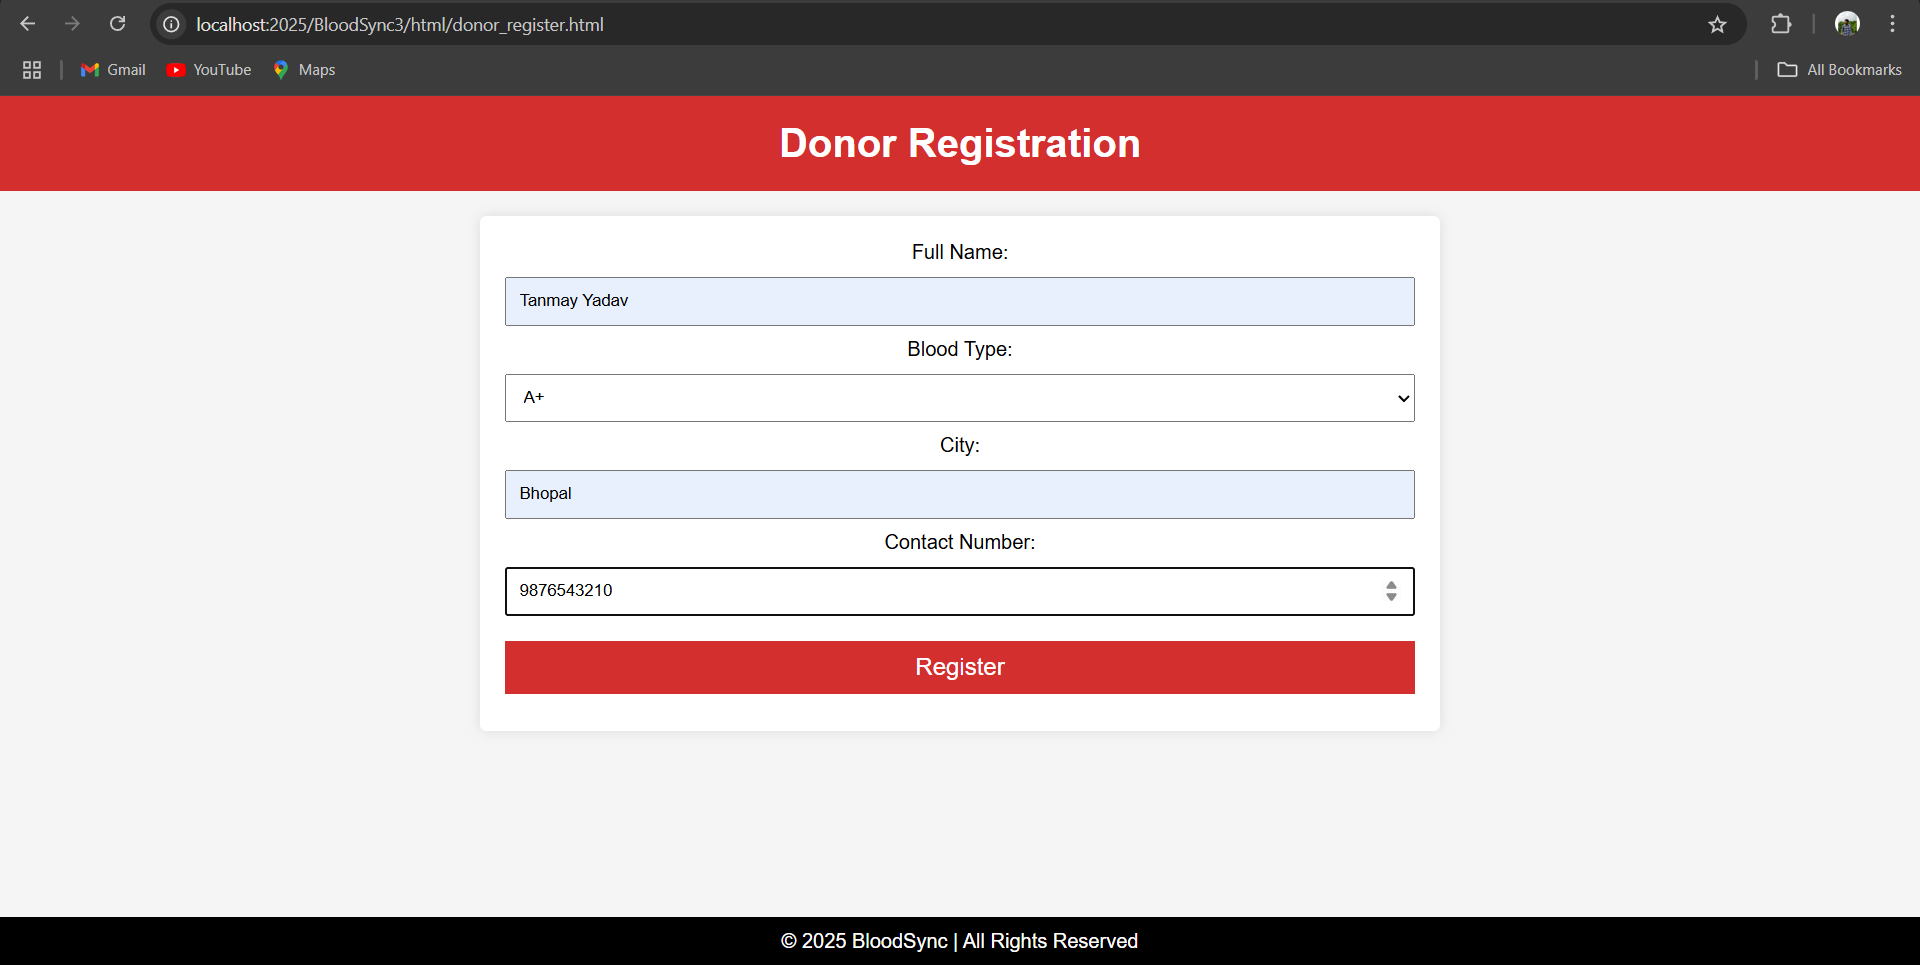 localhost:2025/BloodSync3/html/donor_register.html
Gmail YouTube Maps All Bookmarks
Donor Registration
Full Name:
Tanmay Yadav
Blood Type:
A+
City:
Bhopal
Contact Number:
9876543210
Register
© 2025 BloodSync | All Rights Reserved